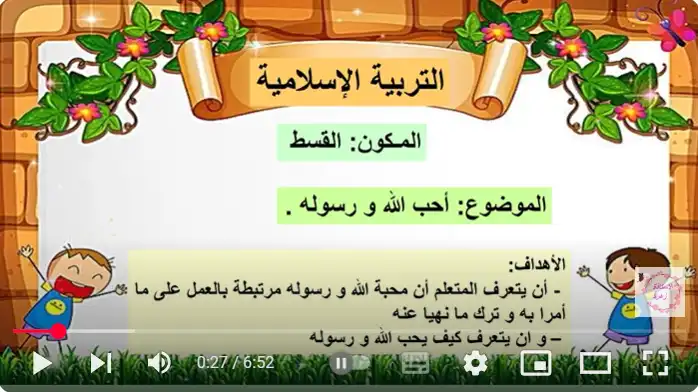 التربية الإسلامية
المكون: القسط
الموضوع: أحب الله و رسوله .
الأهداف:
- أن يتعرف المتعلم أن محبة الله و رسوله مرتبطة بالعمل على ما
أمرا به و ترك ما نهيا عنه
– و ان يتعرف كيف يحب الله و رسوله
0:27 / 6:52